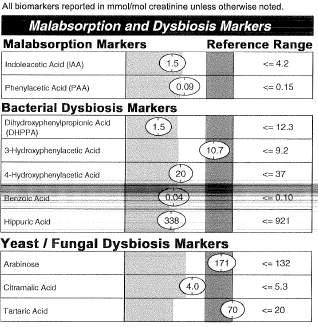 All biomarkers reported in mmol/mol creatinine unless otherwise noted.
Malabsorption and Dysbiosis Markers
Malabsorption Markers Reference Range
Indoleacetic Acid (IAA) 1.5 <= 4.2
Phenylacetic Acid (PAA) 0.09 <= 0.15
Bacterial Dysbiosis Markers
Dihydroxyphenylpropionic Acid
(DHPPA) 1.5 <= 12.3
3-Hydroxyphenylacetic Acid 10.7 <= 9.2
4-Hydroxyphenylacetic Acid 20 <= 37
Benzoic Acid 0.04 <= 0.10
Hippuric Acid 338 <= 921
Yeast / Fungal Dysbiosis Markers
Arabinose 171 <= 132
Citramalic Acid 4.0 <= 5.3
Tartaric Acid 70 <= 20